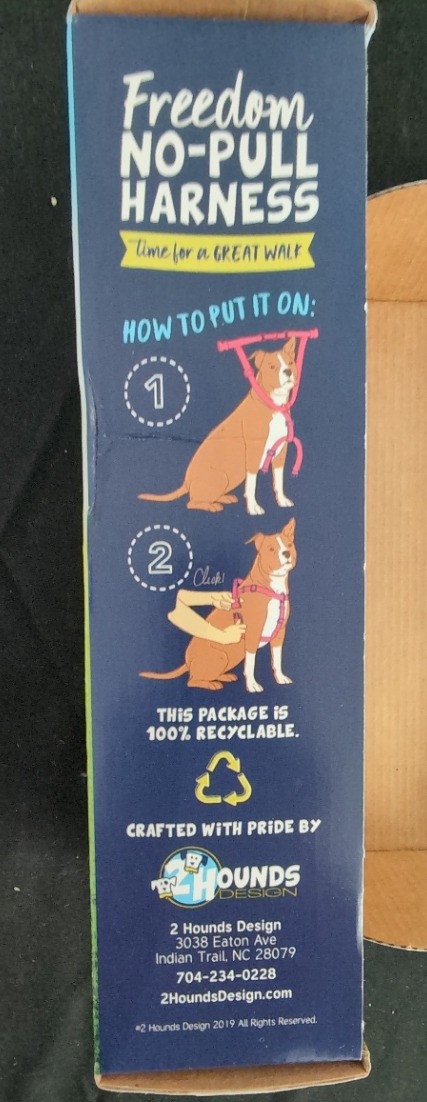 Freedom
NO-PULL
HARNESS
Time for a GREAT WALK
HOW TO PUT IT ON:
1
2
Click!
THIS PACKAGE IS
100% RECYCLABLE.
CRAFTED WITH PRIDE BY
2 HOUNDS
DESIGN
2 Hounds Design
3038 Eaton Ave
Indian Trail, NC 28079
704-234-0228
2HoundsDesign.com
©2 Hounds Design 2019 All Rights Reserved.